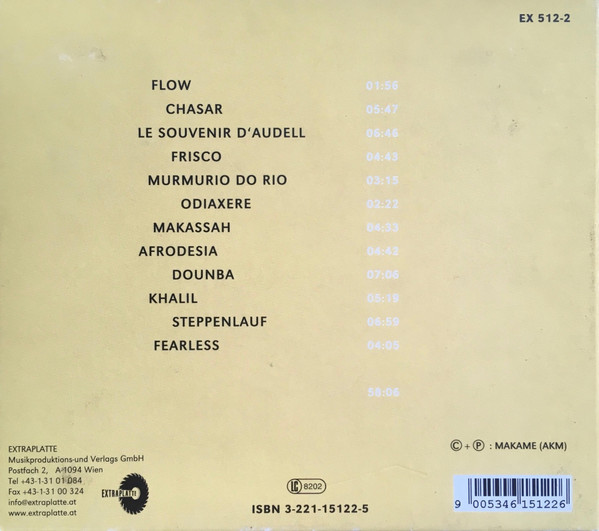 EX 512-2
FLOW 01:56
CHASAR 05:47
LE SOUVENIR D'AUDELL 06:46
FRISCO 04:43
MURMURIO DO RIO 03:15
ODIAXERE 02:22
MAKASSAH 04:53
AFRODESIA 06:43
DOUNBA 07:06
KHALIL 05:19
STEPPENLAUF 06:59
FEARLESS 04:05
58:06
EXTRAPLATTE
Musikproduktions-und Verlags GmbH
Postfach 2, A-1094 Wien
Tel +43-1-31 01 084
Fax +43-1-31 00 324
info@extraplatte.at
www.extraplatte.at
EXTRAPLATTE
LC 8202
ISBN 3-221-15122-5
© + ℗ : MAKAME (AKM)
9 005346 151226